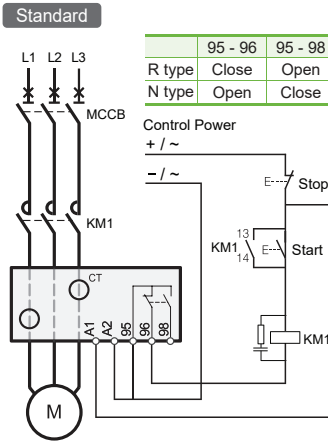 Standard
L1 L2 L3
95 - 96 95 - 98
R type Close Open
N type Open Close
MCCB
Control Power
+ / ~
− / ~
E
Stop
KM1
13
KM1
14
E
Start
CT
A1
A2
95
96
98
KM1
M